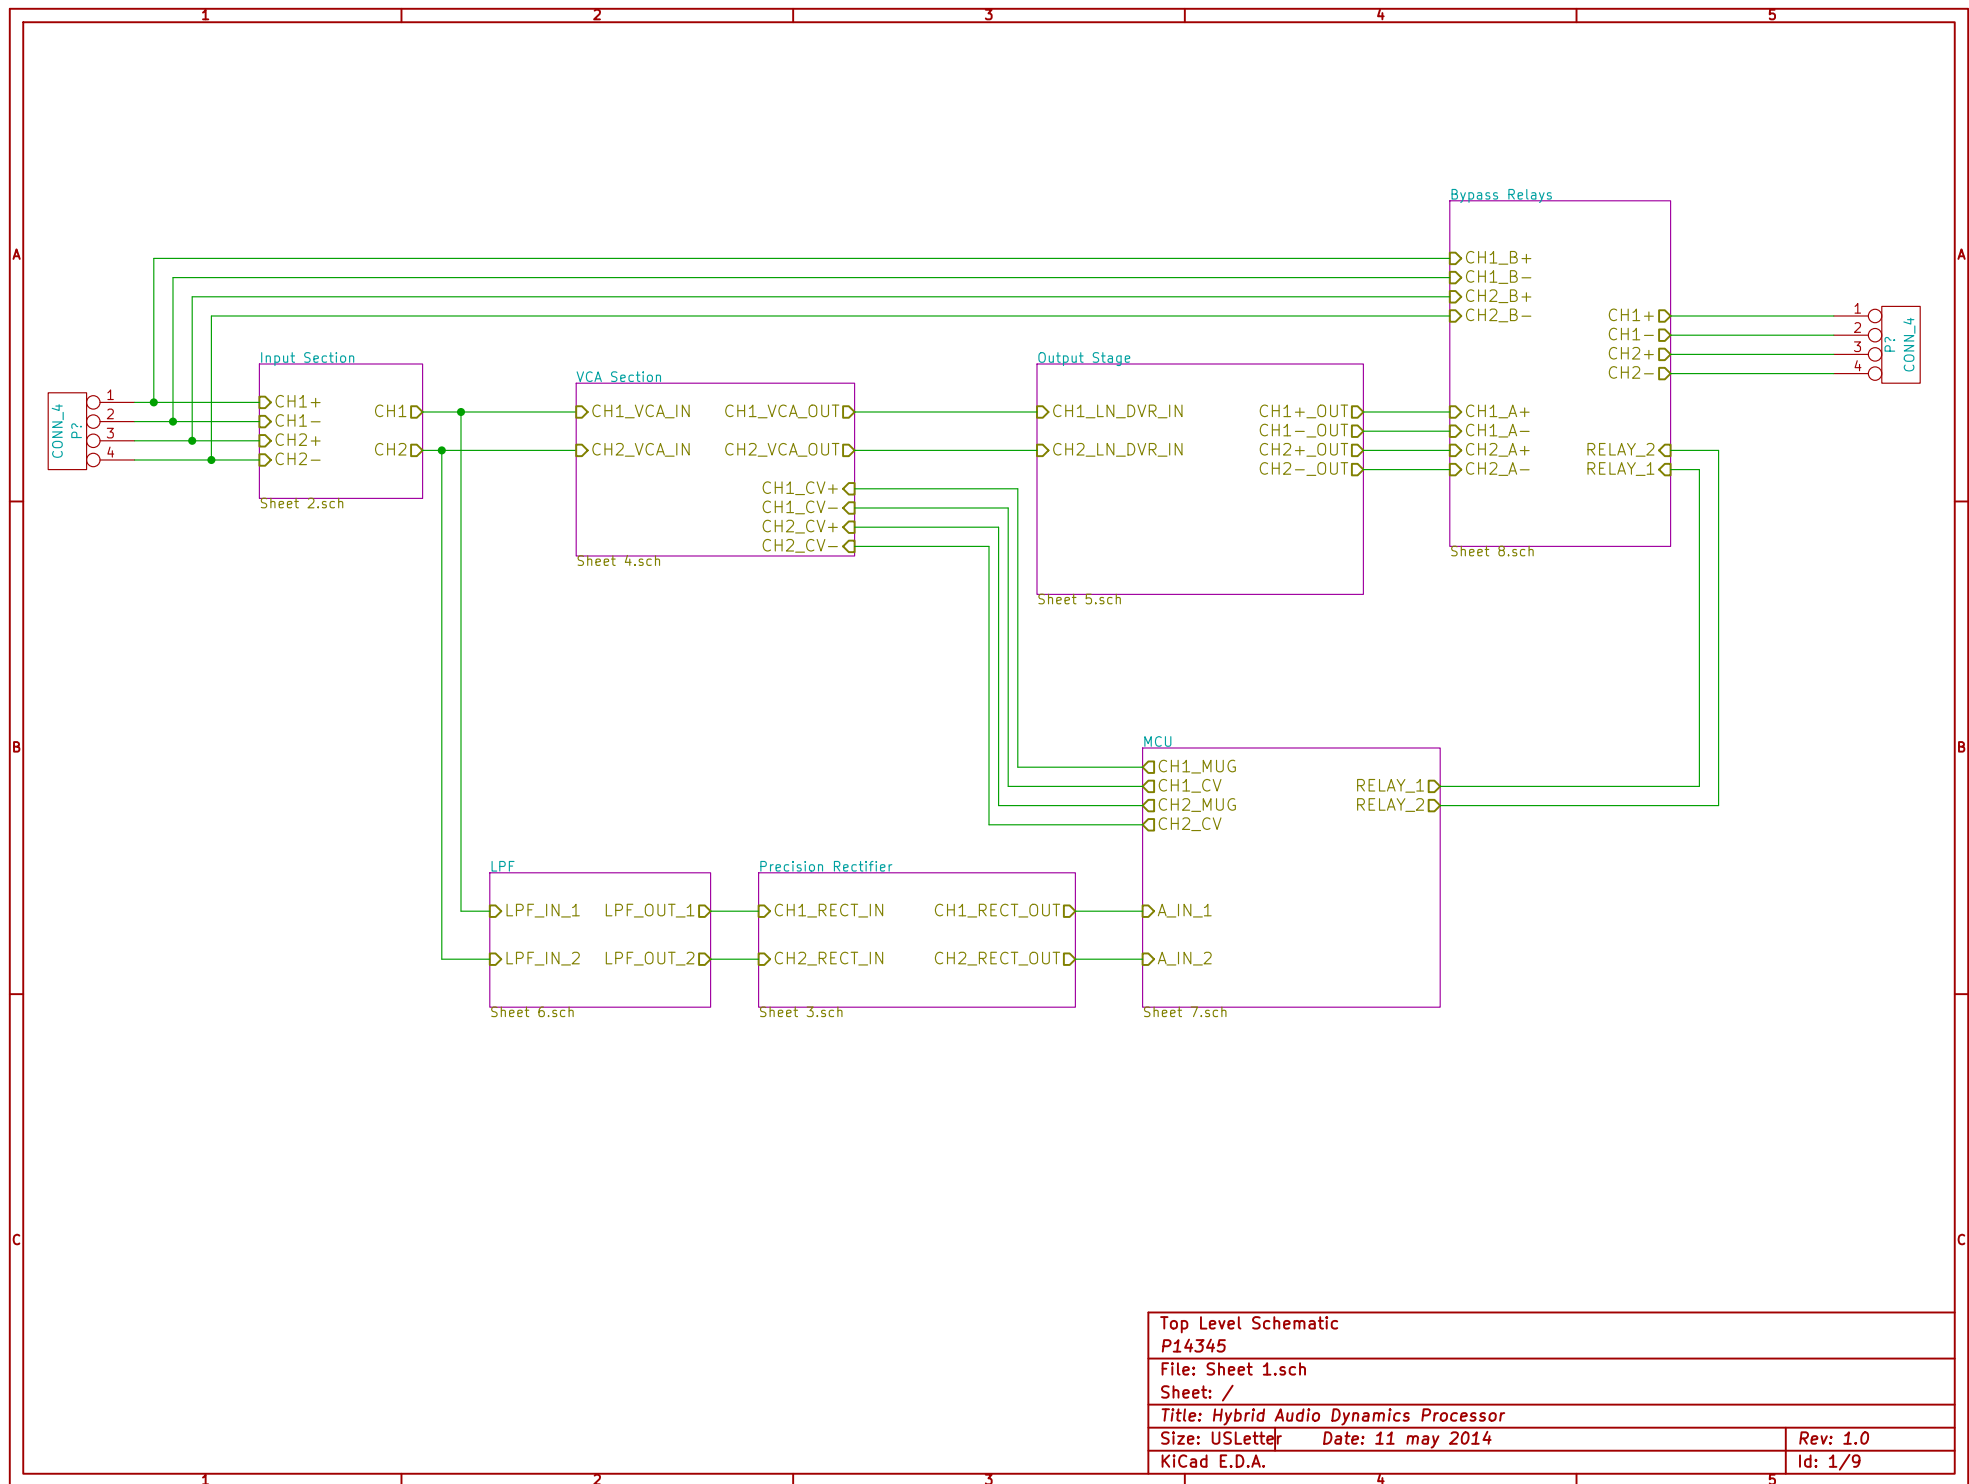 1 2 3 4 5
A A
Bypass Relays
CH1_B+
CH1_B-
CH2_B+
CH2_B-
CH1+
CH1-
CH2+
CH2-
1
2
3
4
P?
CONN_4
CH1_A+
CH1_A-
CH2_A+
CH2_A-
RELAY_2
RELAY_1
Sheet 8.sch
CONN_4
P?
1
2
3
4
Input Section
CH1+
CH1-
CH2+
CH2-
CH1
CH2
Sheet 2.sch
VCA Section
CH1_VCA_IN CH1_VCA_OUT
CH2_VCA_IN CH2_VCA_OUT
CH1_CV+
CH1_CV-
CH2_CV+
CH2_CV-
Sheet 4.sch
Output Stage
CH1_LN_DVR_IN
CH2_LN_DVR_IN
CH1+_OUT
CH1-_OUT
CH2+_OUT
CH2-_OUT
Sheet 5.sch
B B
MCU
CH1_MUG
CH1_CV
CH2_MUG
CH2_CV
RELAY_1
RELAY_2
A_IN_1
A_IN_2
Sheet 7.sch
LPF
LPF_IN_1 LPF_OUT_1
LPF_IN_2 LPF_OUT_2
Sheet 6.sch
Precision Rectifier
CH1_RECT_IN CH1_RECT_OUT
CH2_RECT_IN CH2_RECT_OUT
Sheet 3.sch
C C
Top Level Schematic
P14345
File: Sheet 1.sch
Sheet: /
Title: Hybrid Audio Dynamics Processor
Size: USLetter Date: 11 may 2014 Rev: 1.0
KiCad E.D.A. Id: 1/9
1 2 3 4 5